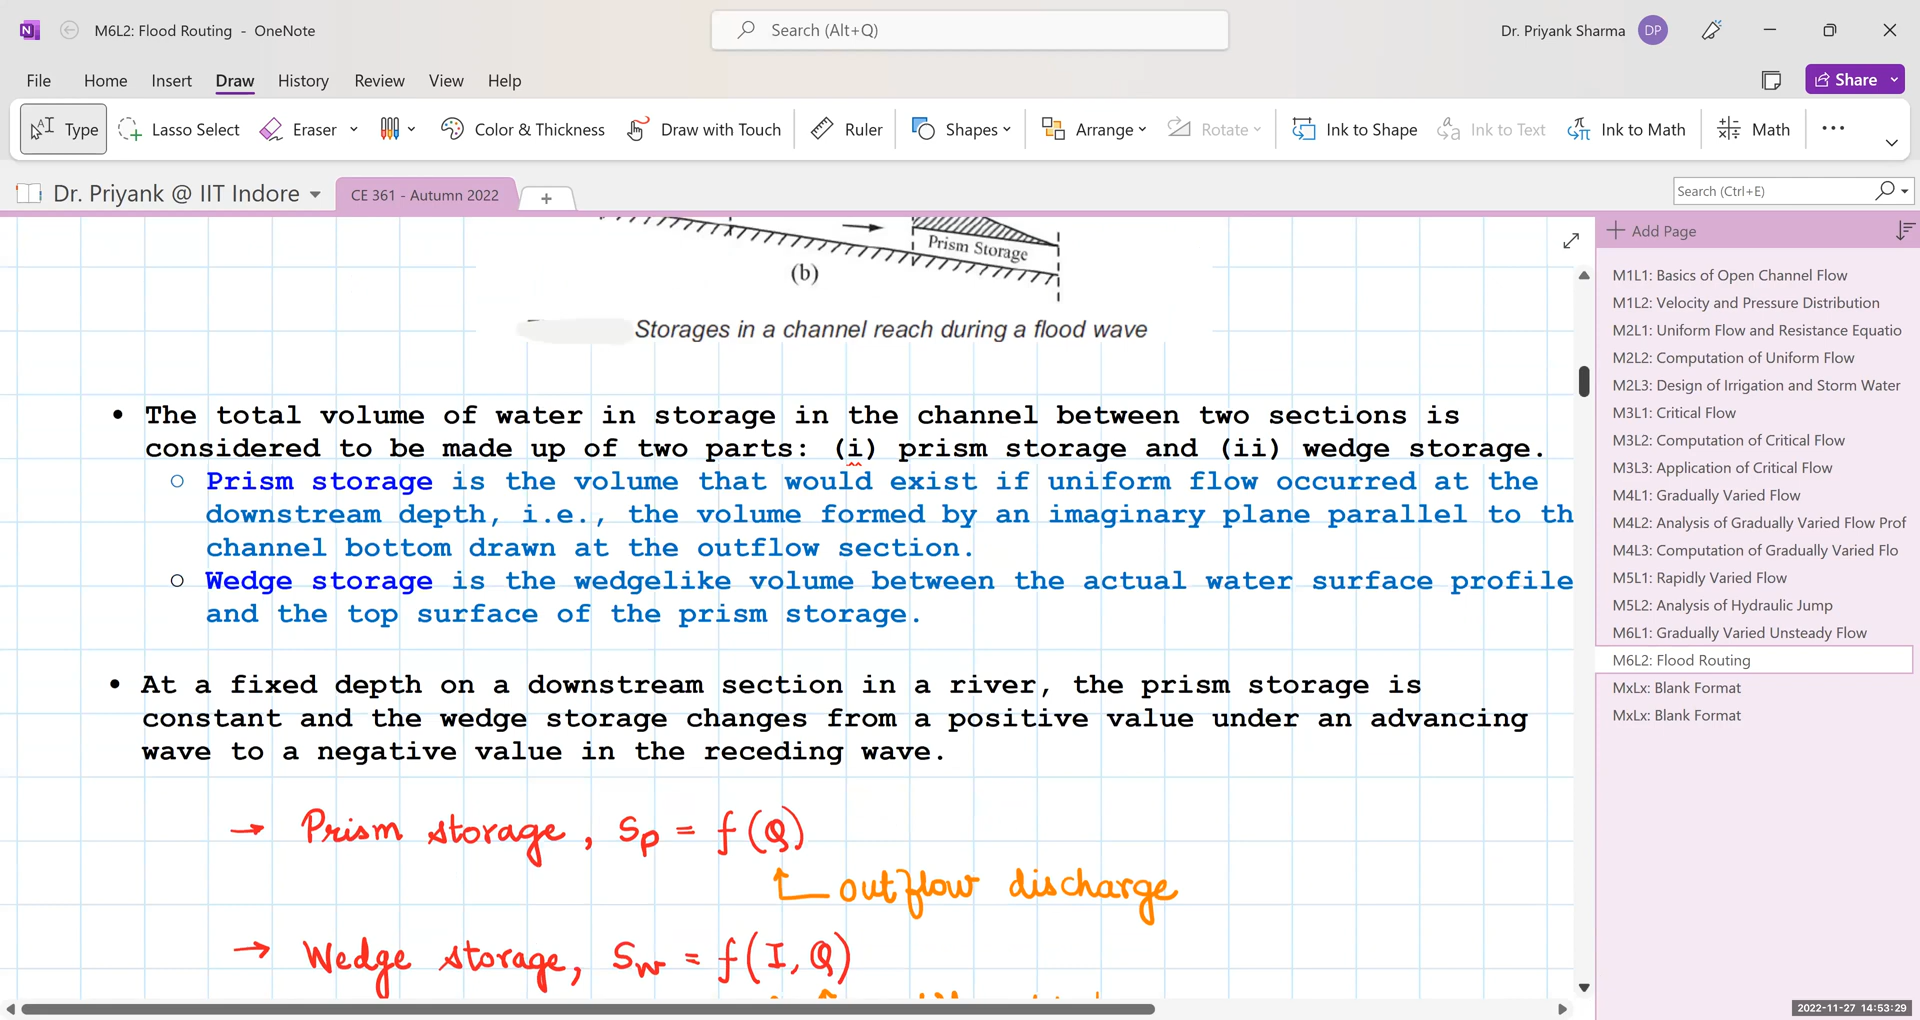 M6L2: Flood Routing - OneNote
Search (Alt+Q)
Dr. Priyank Sharma
DP
File Home Insert Draw History Review View Help
Share
Type Lasso Select Eraser Color & Thickness Draw with Touch Ruler Shapes Arrange Rotate Ink to Shape Ink to Text Ink to Math Math
Dr. Priyank @ IIT Indore
CE 361 - Autumn 2022
Search (Ctrl+E)
Prism Storage
(b)
Storages in a channel reach during a flood wave
• The total volume of water in storage in the channel between two sections is
considered to be made up of two parts: (i) prism storage and (ii) wedge storage.
○ Prism storage is the volume that would exist if uniform flow occurred at the
downstream depth, i.e., the volume formed by an imaginary plane parallel to th
channel bottom drawn at the outflow section.
○ Wedge storage is the wedgelike volume between the actual water surface profile
and the top surface of the prism storage.
• At a fixed depth on a downstream section in a river, the prism storage is
constant and the wedge storage changes from a positive value under an advancing
wave to a negative value in the receding wave.
→ Prism storage, Sp = f(Q)
outflow discharge
→ Wedge storage, Sw = f(I, Q)
Add Page
M1L1: Basics of Open Channel Flow
M1L2: Velocity and Pressure Distribution
M2L1: Uniform Flow and Resistance Equatio
M2L2: Computation of Uniform Flow
M2L3: Design of Irrigation and Storm Water
M3L1: Critical Flow
M3L2: Computation of Critical Flow
M3L3: Application of Critical Flow
M4L1: Gradually Varied Flow
M4L2: Analysis of Gradually Varied Flow Prof
M4L3: Computation of Gradually Varied Flo
M5L1: Rapidly Varied Flow
M5L2: Analysis of Hydraulic Jump
M6L1: Gradually Varied Unsteady Flow
M6L2: Flood Routing
MxLx: Blank Format
MxLx: Blank Format
2022-11-27 14:53:29